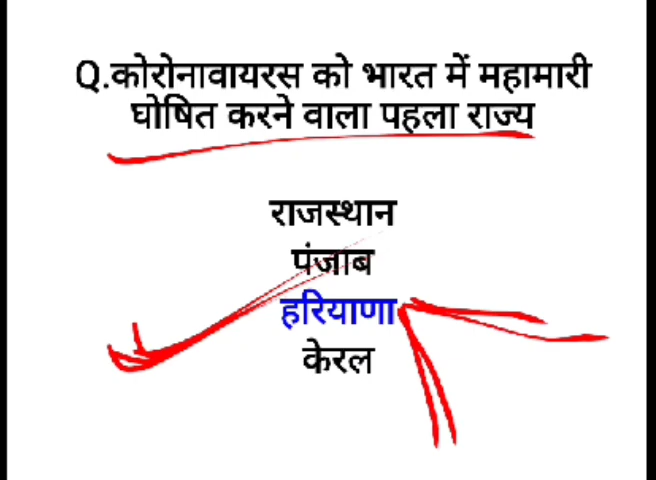 Q.कोरोनावायरस को भारत में महामारी
घोषित करने वाला पहला राज्य
राजस्थान
पंजाब
हरियाणा
केरल